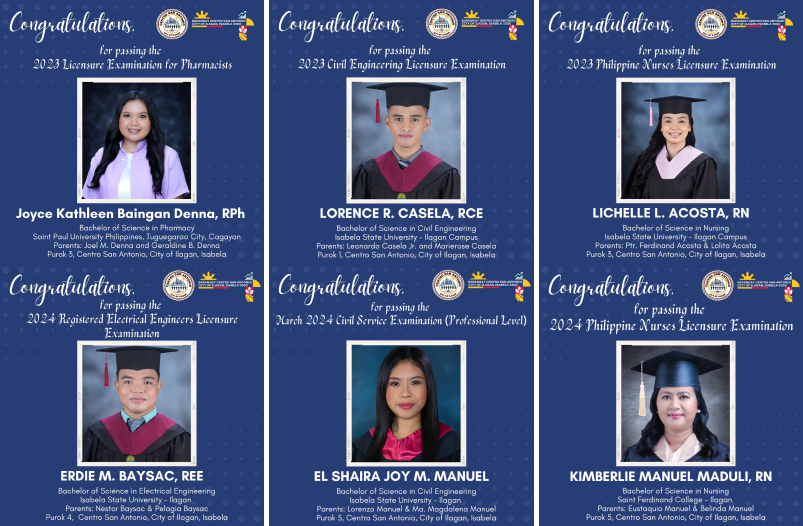 Congratulations,
for passing the
2023 Licensure Examination for Pharmacists
Joyce Kathleen Baingan Denna, RPh
Bachelor of Science in Pharmacy
Saint Paul University Philippines, Tuguegarao City, Cagayan
Parents: Joel M. Denna and Geraldine B. Denna
Purok 3, Centro San Antonio, City of Ilagan, Isabela
Congratulations,
for passing the
2023 Civil Engineering Licensure Examination
LORENCE R. CASELA, RCE
Bachelor of Science in Civil Engineering
Isabela State University - Ilagan Campus
Parents: Leonardo Casela Jr. and Marierose Casela
Purok 1, Centro San Antonio, City of Ilagan, Isabela
Congratulations,
for passing the
2023 Philippine Nurses Licensure Examination
LICHELLE L. ACOSTA, RN
Bachelor of Science in Nursing
Isabela State University - Ilagan Campus
Parents: Ptr. Ferdinand Acosta & Lolita Acosta
Purok 3, Centro San Antonio, City of Ilagan, Isabela
Congratulations,
for passing the
2024 Registered Electrical Engineers Licensure
Examination
ERDIE M. BAYSAC, REE
Bachelor of Science in Electrical Engineering
Isabela State University - Ilagan
Parents: Nestor Baysac & Pelagia Baysac
Purok 4, Centro San Antonio, City of Ilagan, Isabela
Congratulations,
for passing the
March 2024 Civil Service Examination (Professional Level)
EL SHAIRA JOY M. MANUEL
Bachelor of Science in Civil Engineering
Isabela State University - Ilagan
Parents: Lorenzo Manuel & Ma. Magdalena Manuel
Purok 5, Centro San Antonio, City of Ilagan, Isabela
Congratulations,
for passing the
2024 Philippine Nurses Licensure Examination
KIMBERLIE MANUEL MADULI, RN
Bachelor of Science in Nursing
Saint Ferdinand College - Ilagan
Parents: Eustaquio Manuel & Belinda Manuel
Purok 5, Centro San Antonio, City of Ilagan, Isabela